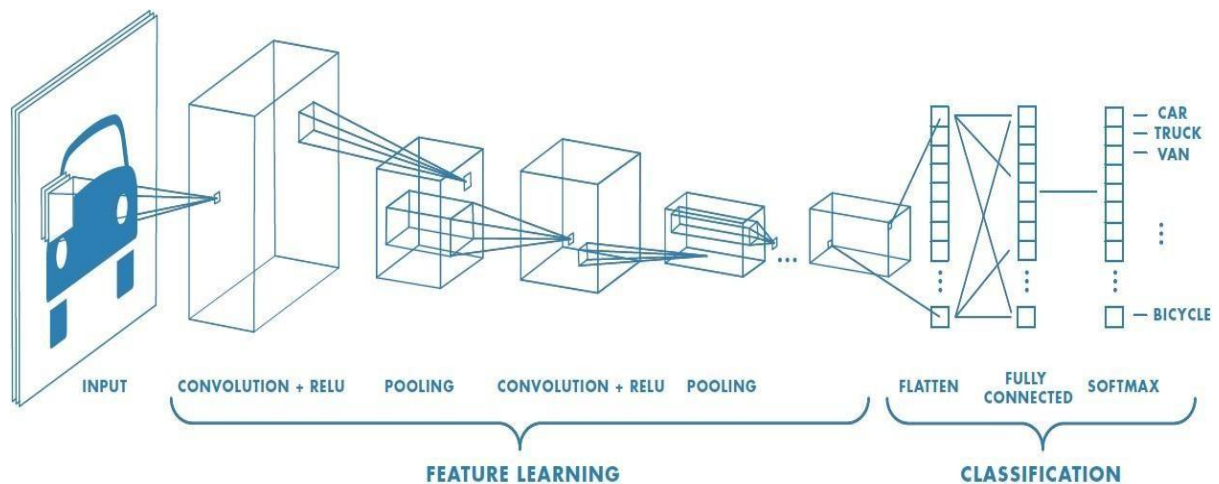 CAR
TRUCK
VAN
BICYCLE
INPUT
CONVOLUTION + RELU
POOLING
CONVOLUTION + RELU
POOLING
FLATTEN
FULLY
CONNECTED
SOFTMAX
FEATURE LEARNING
CLASSIFICATION